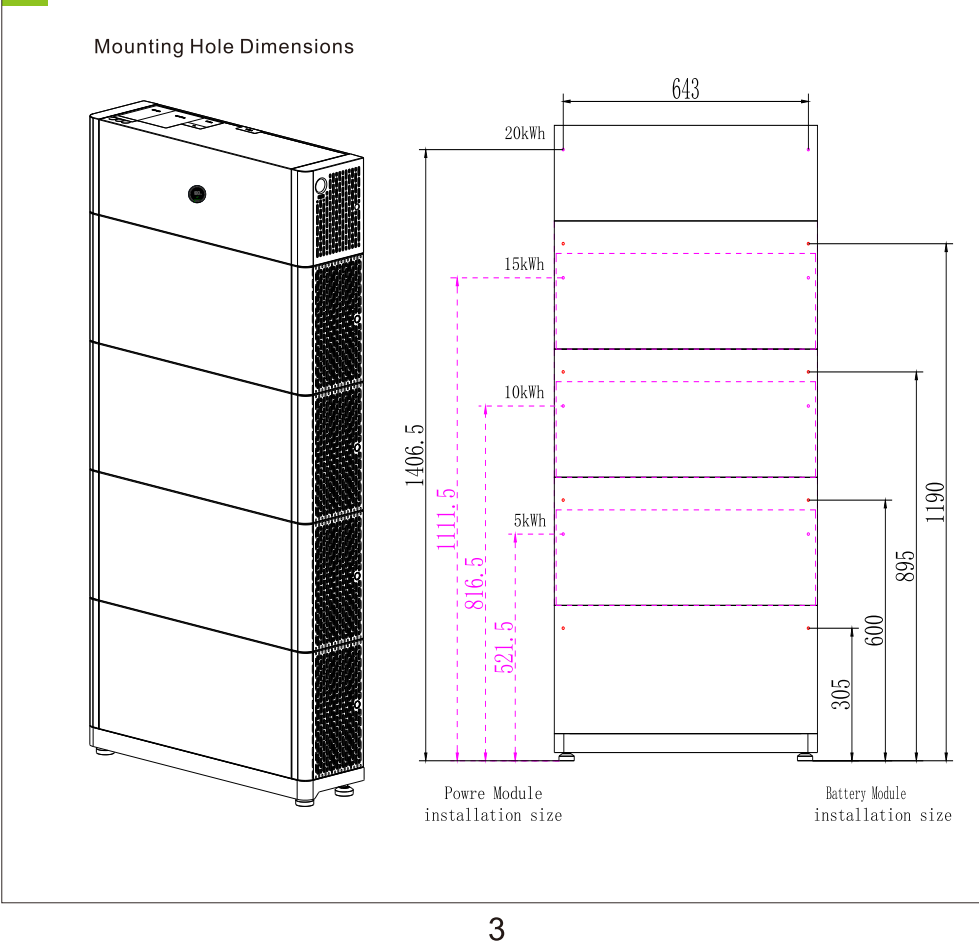 Mounting Hole Dimensions
643
20kWh
15kWh
10kWh
5kWh
1406.5
1111.5
816.5
521.5
1190
895
600
305
Powre Module
installation size
Battery Module
installation size
3